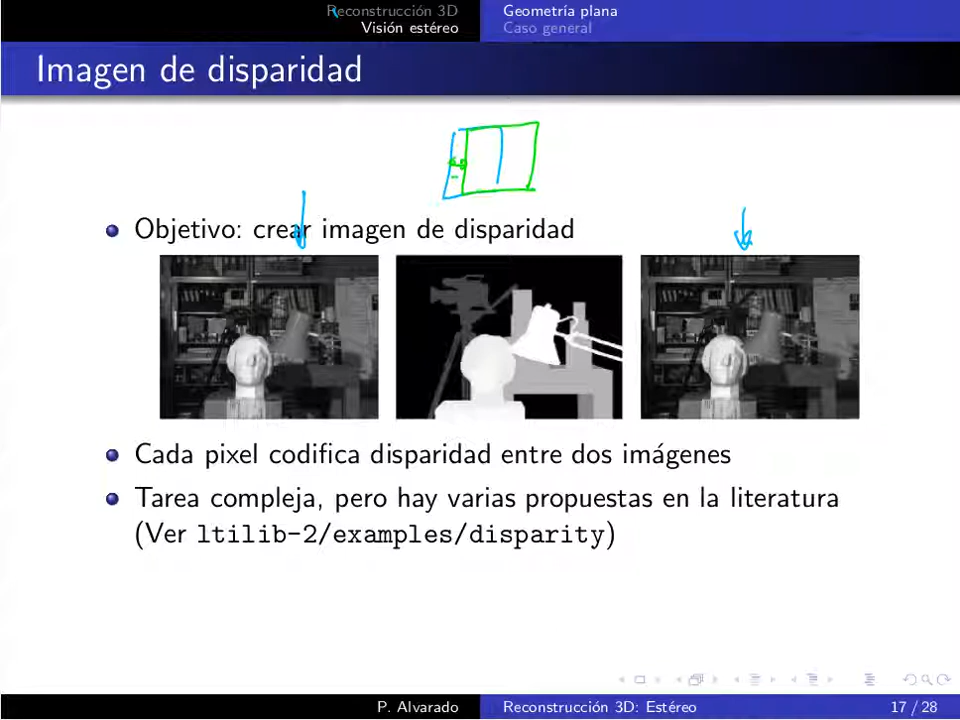 Reconstrucción 3D
Visión estéreo
Geometría plana
Caso general
Imagen de disparidad
Objetivo: crear imagen de disparidad
Cada pixel codifica disparidad entre dos imágenes
Tarea compleja, pero hay varias propuestas en la literatura
(Ver ltilib-2/examples/disparity)
P. Alvarado
Reconstrucción 3D: Estéreo
17 / 28